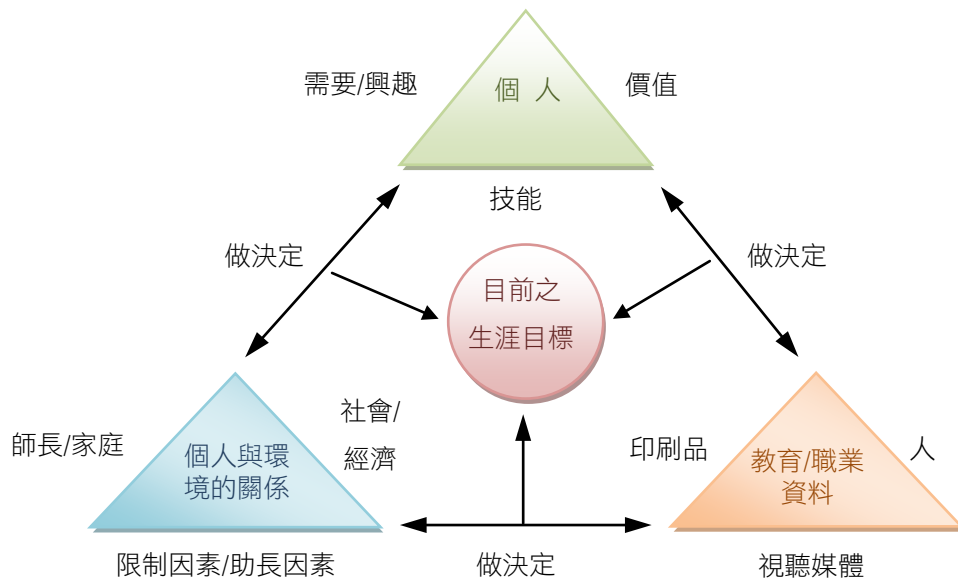 個 人
需要/興趣
價值
技能
做決定
做決定
目前之
生涯目標
師長/家庭
個人與環
境的關係
社會/
經濟
限制因素/助長因素
做決定
印刷品
教育/職業
資料
人
視聽媒體